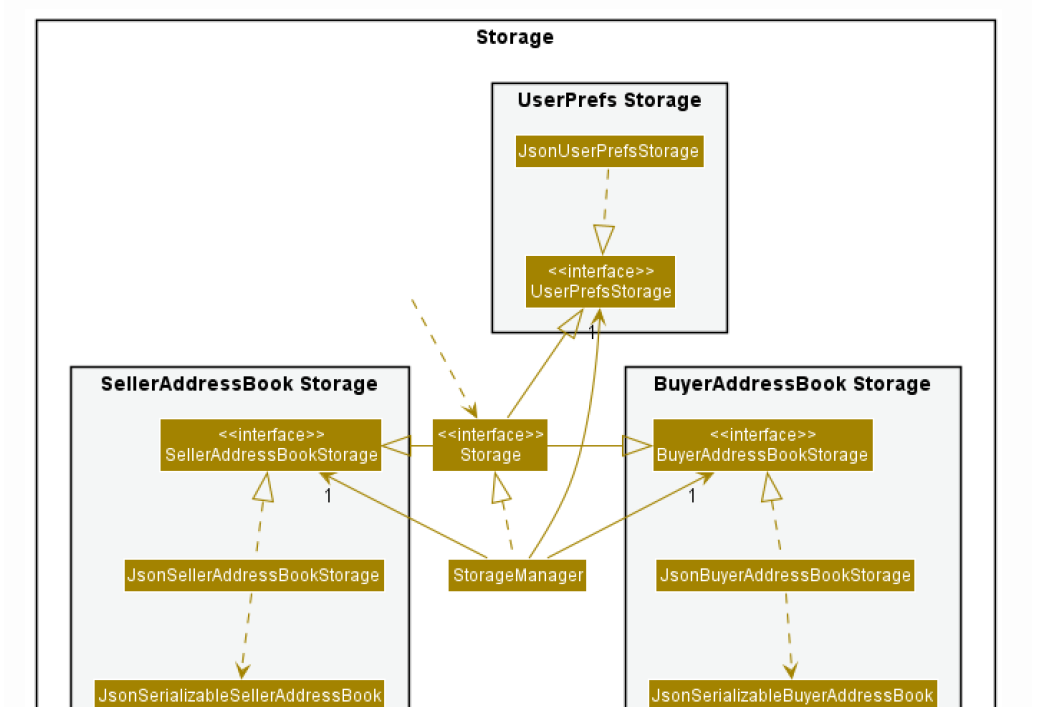 Storage
UserPrefs Storage
JsonUserPrefsStorage
<<interface>>
UserPrefsStorage
1
SellerAddressBook Storage
BuyerAddressBook Storage
<<interface>>
SellerAddressBookStorage
<<interface>>
Storage
<<interface>>
BuyerAddressBookStorage
1
1
JsonSellerAddressBookStorage
StorageManager
JsonBuyerAddressBookStorage
JsonSerializableSellerAddressBook
JsonSerializableBuyerAddressBook